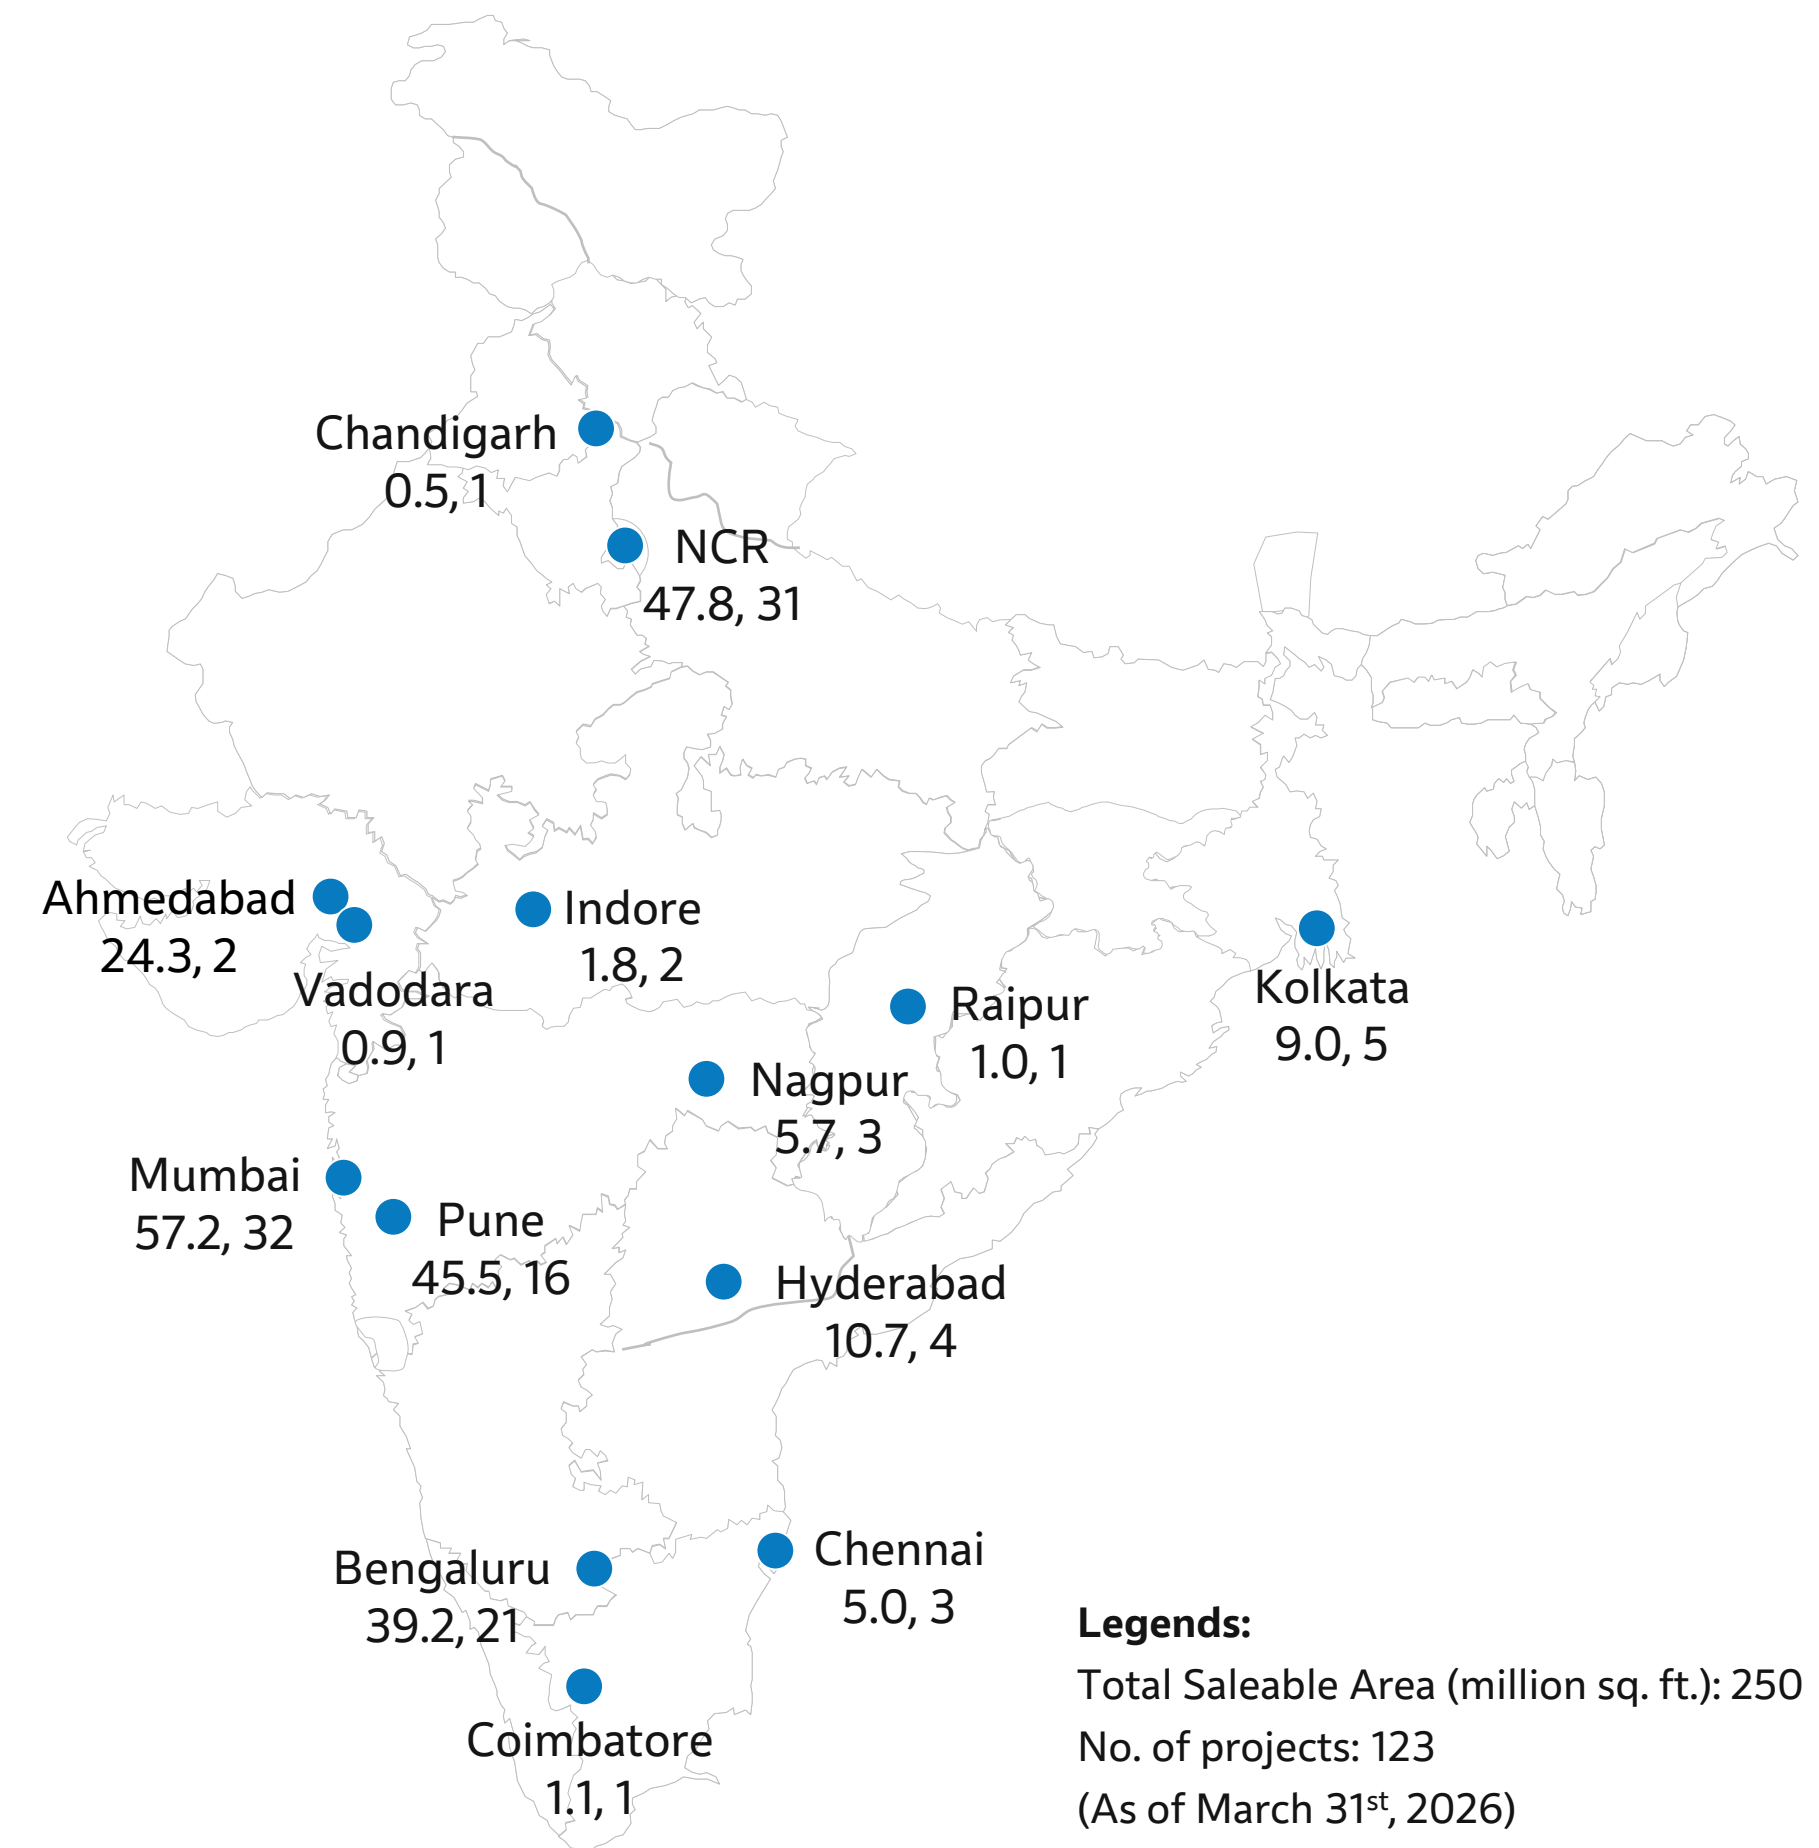 Chandigarh
0.5, 1
NCR
47.8, 31
Ahmedabad
24.3, 2
Vadodara
0.9, 1
Indore
1.8, 2
Raipur
1.0, 1
Kolkata
9.0, 5
Nagpur
5.7, 3
Mumbai
57.2, 32
Pune
45.5, 16
Hyderabad
10.7, 4
Bengaluru
39.2, 21
Chennai
5.0, 3
Coimbatore
1.1, 1
Legends:
Total Saleable Area (million sq. ft.): 250
No. of projects: 123
(As of March 31st, 2026)